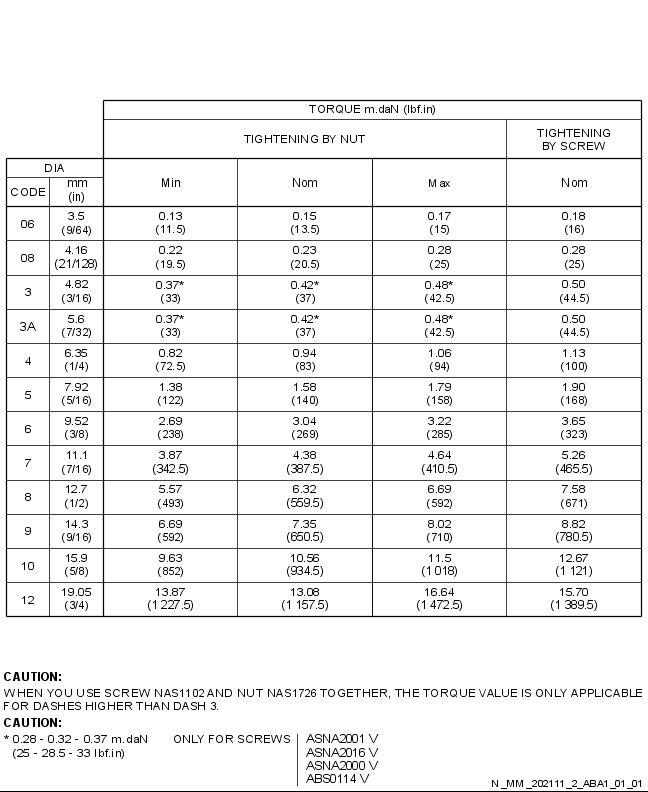 TORQUE m.daN (lbf.in)
TIGHTENING BY NUT
TIGHTENING
BY SCREW
DIA
CODE
mm
(in)
Min
Nom
Max
Nom
06 3.5 0.13 0.15 0.17 0.18
(9/64) (11.5) (13.5) (15) (16)
08 4.16 0.22 0.23 0.28 0.28
(21/128) (19.5) (20.5) (25) (25)
3 4.82 0.37* 0.42* 0.48* 0.50
(3/16) (33) (37) (42.5) (44.5)
3A 5.6 0.37* 0.42* 0.48* 0.50
(7/32) (33) (37) (42.5) (44.5)
4 6.35 0.82 0.94 1.06 1.13
(1/4) (72.5) (83) (94) (100)
5 7.92 1.38 1.58 1.79 1.90
(5/16) (122) (140) (158) (168)
6 9.52 2.69 3.04 3.22 3.65
(3/8) (238) (269) (285) (323)
7 11.1 3.87 4.38 4.64 5.26
(7/16) (342.5) (387.5) (410.5) (465.5)
8 12.7 5.57 6.32 6.69 7.58
(1/2) (493) (559.5) (592) (671)
9 14.3 6.69 7.35 8.02 8.82
(9/16) (592) (650.5) (710) (780.5)
10 15.9 9.63 10.56 11.5 12.67
(5/8) (852) (934.5) (1 018) (1 121)
12 19.05 13.87 13.08 16.64 15.70
(3/4) (1 227.5) (1 157.5) (1 472.5) (1 389.5)
CAUTION:
WHEN YOU USE SCREW NAS1102 AND NUT NAS1726 TOGETHER, THE TORQUE VALUE IS ONLY APPLICABLE
FOR DASHES HIGHER THAN DASH 3.
CAUTION:
* 0.28 - 0.32 - 0.37 m.daN ONLY FOR SCREWS ASNA2001 V
(25 - 28.5 - 33 lbf.in) ASNA2016 V
ASNA2000 V
ABS0114 V
N_MM_202111_2_ABA1_01_01